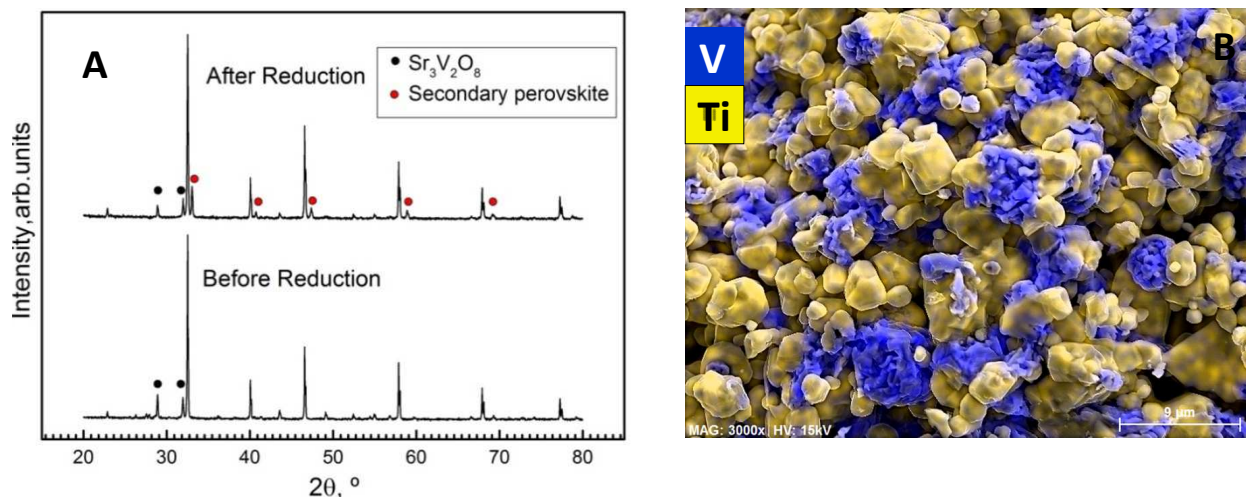 A
After Reduction
● Sr₃V₂O₈
● Secondary perovskite
Before Reduction
Intensity,arb.units
20 30 40 50 60 70 80
2θ, º
V
Ti
B
MAG: 3000x HV: 15kV
9 µm